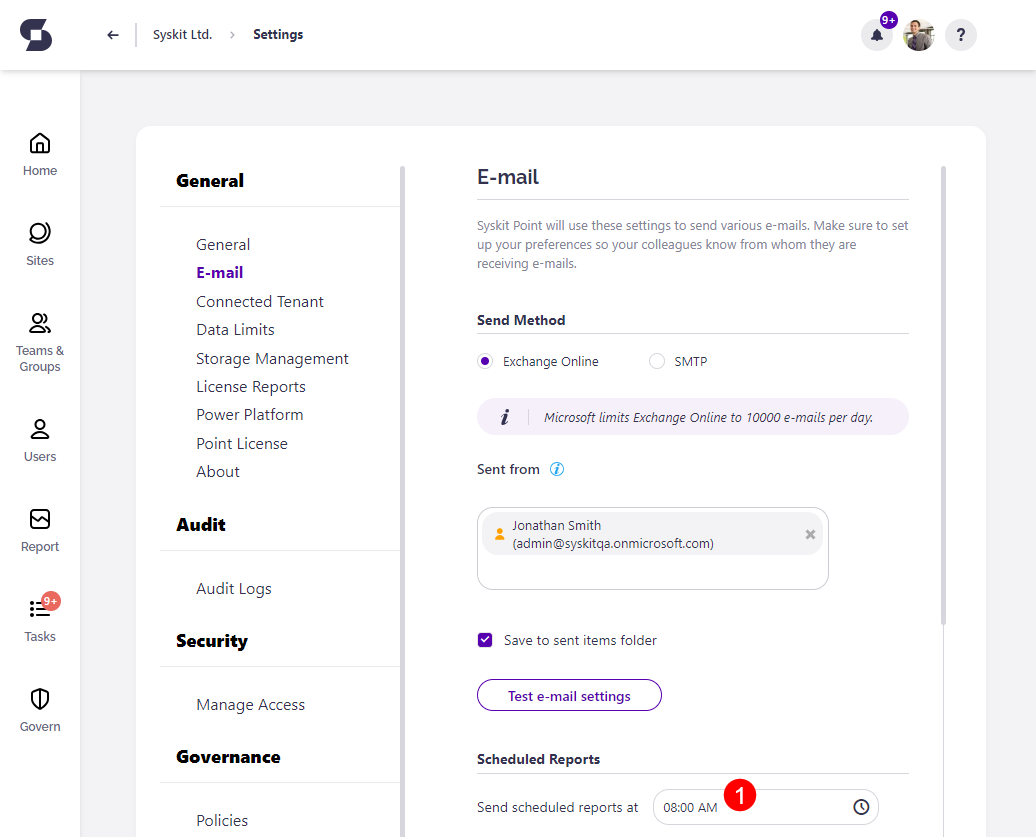 Syskit Ltd. > Settings
9+
?
Home
Sites
Teams &
Groups
Users
Report
9+
Tasks
Govern
General
General
E-mail
Connected Tenant
Data Limits
Storage Management
License Reports
Power Platform
Point License
About
Audit
Audit Logs
Security
Manage Access
Governance
Policies
E-mail
Syskit Point will use these settings to send various e-mails. Make sure to set
up your preferences so your colleagues know from whom they are
receiving e-mails.
Send Method
Exchange Online
SMTP
i Microsoft limits Exchange Online to 10000 e-mails per day.
Sent from i
Jonathan Smith
(admin@syskitqa.onmicrosoft.com)
Save to sent items folder
Test e-mail settings
Scheduled Reports
Send scheduled reports at 08:00 AM 1